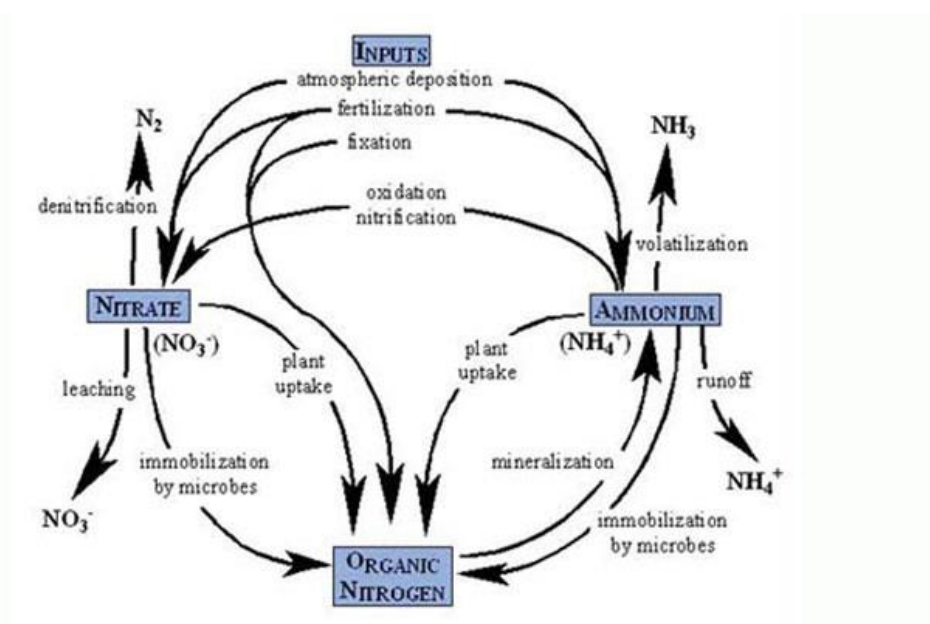 INPUTS
atmospheric deposition
fertilization
fixation
N₂
NH₃
oxidation
nitrification
denitrification
volatilization
NITRATE
(NO₃⁻)
AMMONIUM
(NH₄⁺)
plant
uptake
plant
uptake
leaching
runoff
immobilization
by microbes
mineralization
NH₄⁺
NO₃⁻
immobilization
by microbes
ORGANIC
NITROGEN